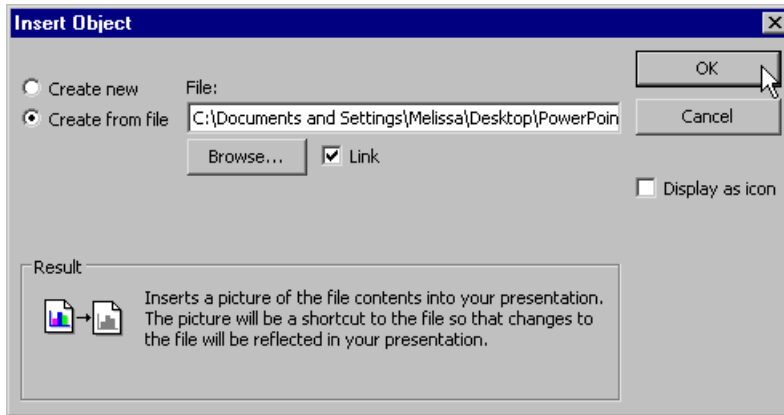 Insert Object
OK
Create new
File:
Create from file
C:\Documents and Settings\Melissa\Desktop\PowerPoin
Cancel
Browse...
Link
Display as icon
Result
Inserts a picture of the file contents into your presentation.
The picture will be a shortcut to the file so that changes to
the file will be reflected in your presentation.